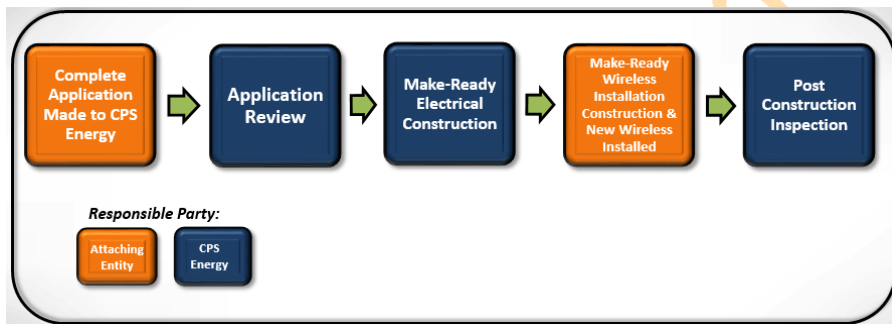 Complete
Application
Made to CPS
Energy
Application
Review
Make-Ready
Electrical
Construction
Make-Ready
Wireless
Installation
Construction &
New Wireless
Installed
Post
Construction
Inspection
Responsible Party:
Attaching
Entity
CPS
Energy